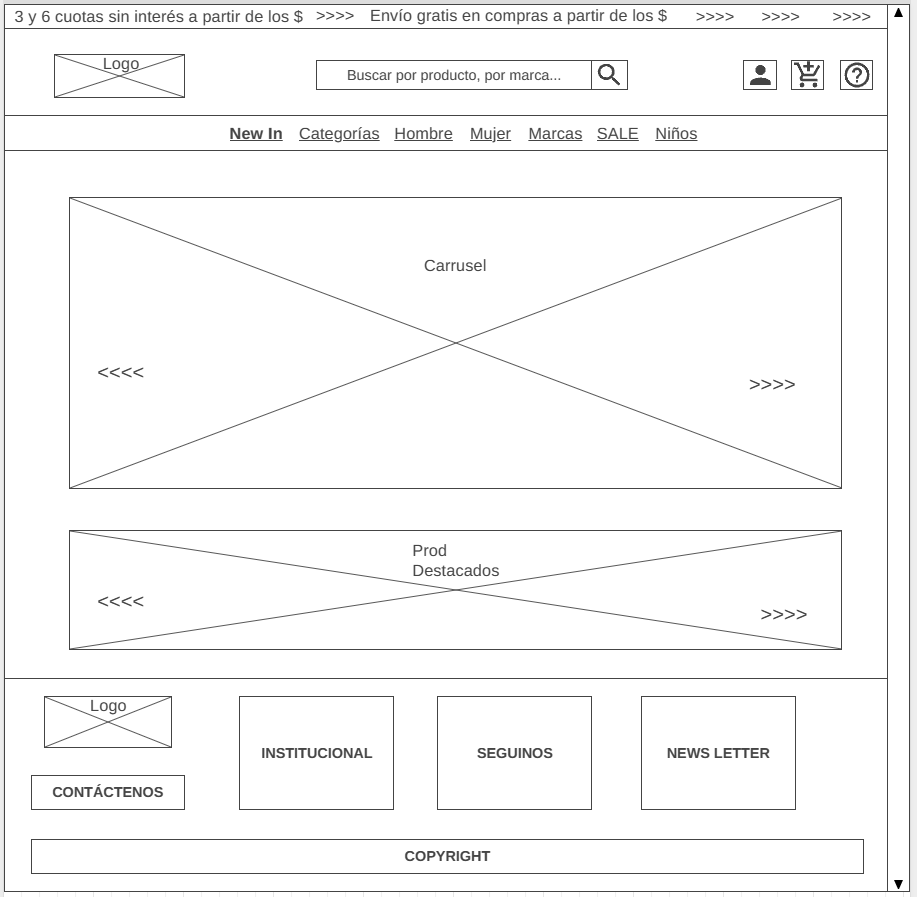 3 y 6 cuotas sin interés a partir de los $ >>>> Envío gratis en compras a partir de los $ >>>> >>>> >>>>
Logo
Buscar por producto, por marca...
New In Categorías Hombre Mujer Marcas SALE Niños
Carrusel
<<<<
>>>>
Prod
Destacados
<<<<
>>>>
Logo
CONTÁCTENOS
INSTITUCIONAL
SEGUINOS
NEWS LETTER
COPYRIGHT